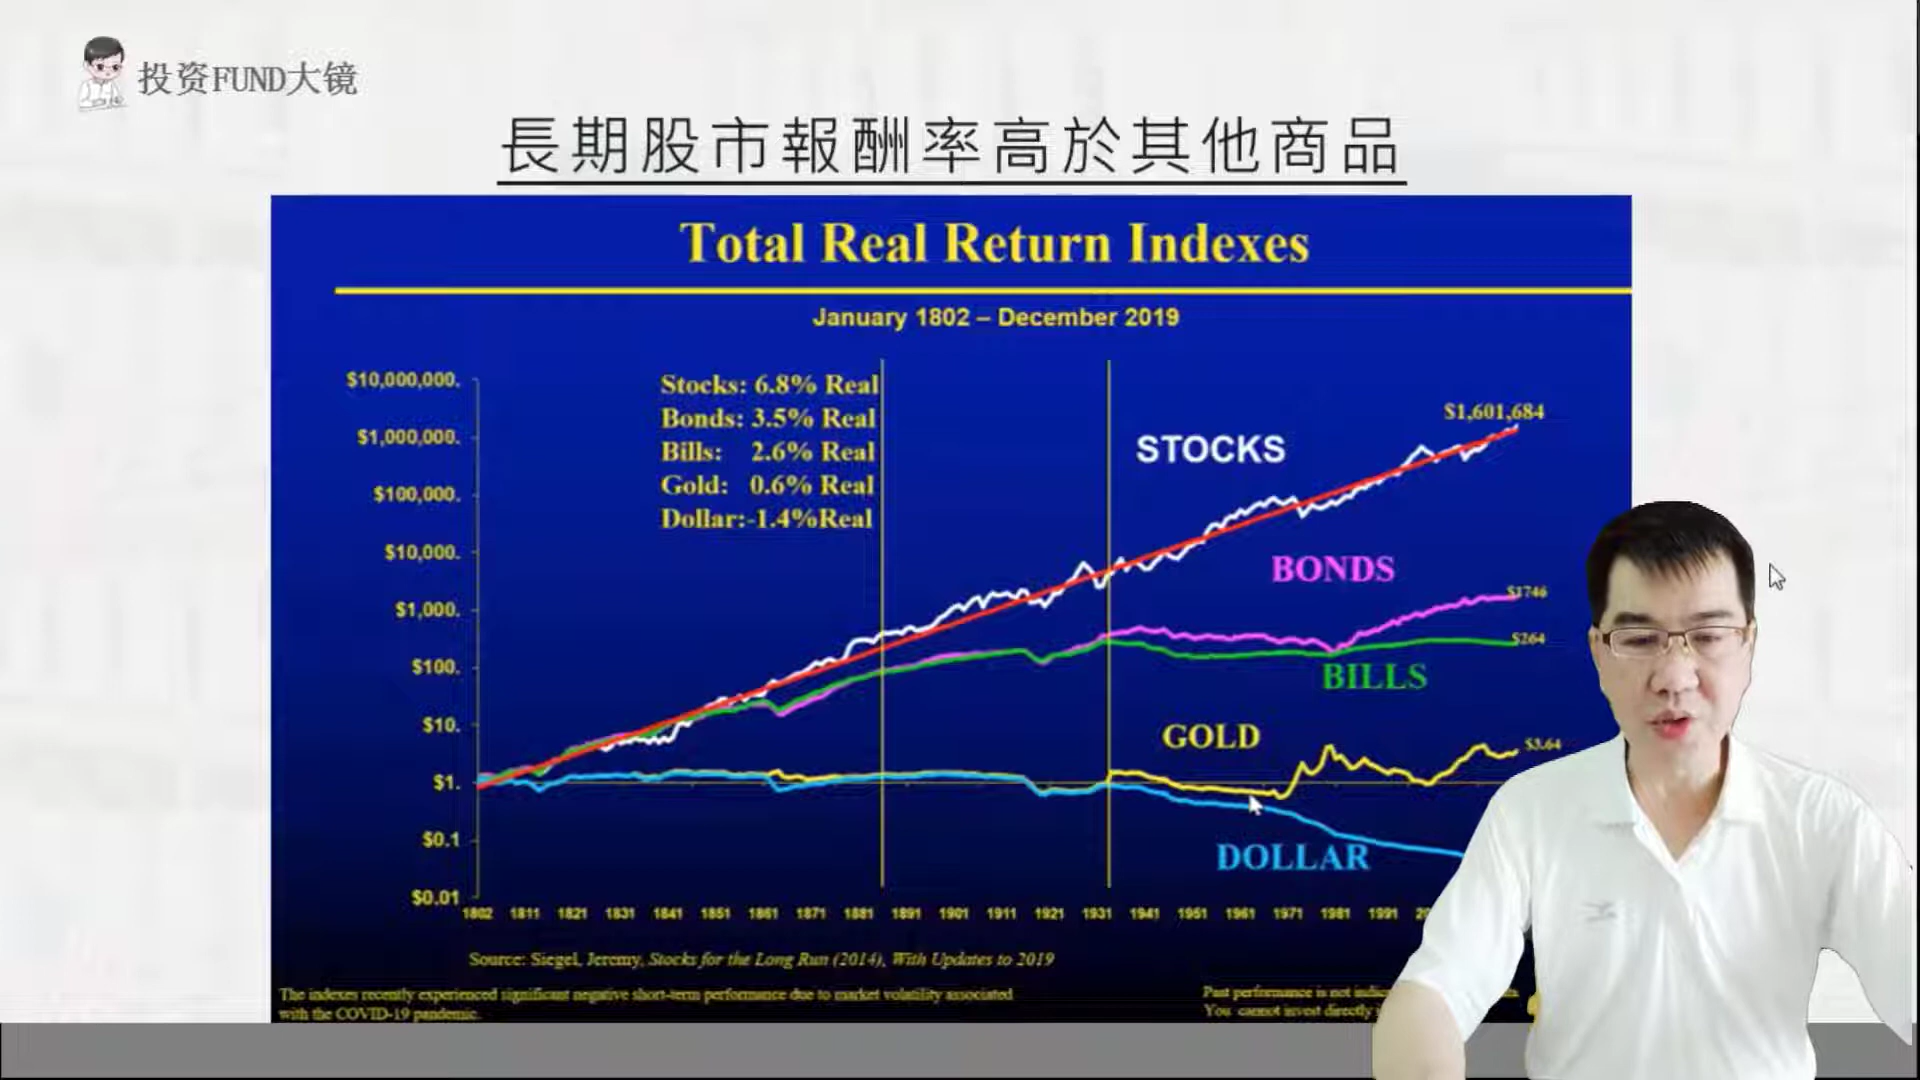 投资FUND大镜
長期股市報酬率高於其他商品
Total Real Return Indexes
January 1802 – December 2019
$10,000,000.
$1,000,000.
$100,000.
$10,000.
$1,000.
$100.
$10.
$1.
$0.1
$0.01
Stocks: 6.8% Real
Bonds: 3.5% Real
Bills: 2.6% Real
Gold: 0.6% Real
Dollar:-1.4%Real
$1,601,684
STOCKS
BONDS
$1746
$264
BILLS
GOLD
$3.64
DOLLAR
1802 1811 1821 1831 1841 1851 1861 1871 1881 1891 1901 1911 1921 1931 1941 1951 1961 1971 1981 1991
Source: Siegel, Jeremy, Stocks for the Long Run (2014), With Updates to 2019
The indexes recently experienced significant negative short-term performance due to market volatility associated
with the COVID-19 pandemic.
Past performance is not
You cannot invest directly